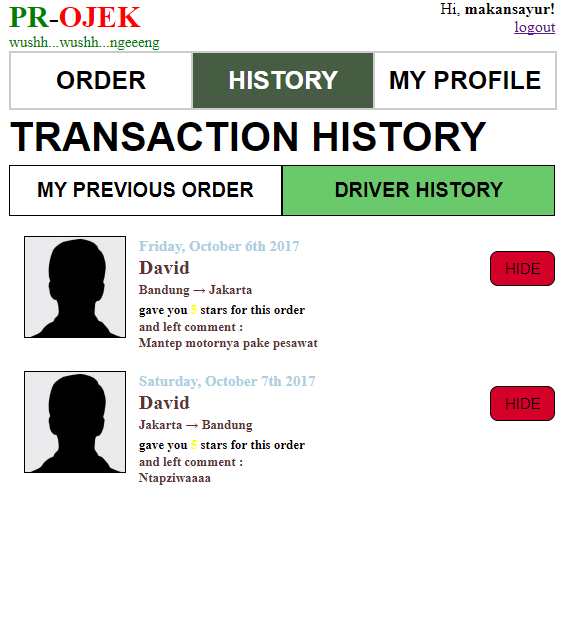 PR-OJEK
wushh...wushh...ngeeeng
Hi, makansayur!
logout
ORDER
HISTORY
MY PROFILE
TRANSACTION HISTORY
MY PREVIOUS ORDER
DRIVER HISTORY
Friday, October 6th 2017
David
Bandung → Jakarta
gave you 5 stars for this order
and left comment :
Mantep motornya pake pesawat
HIDE
Saturday, October 7th 2017
David
Jakarta → Bandung
gave you 5 stars for this order
and left comment :
Ntapziwaaaa
HIDE